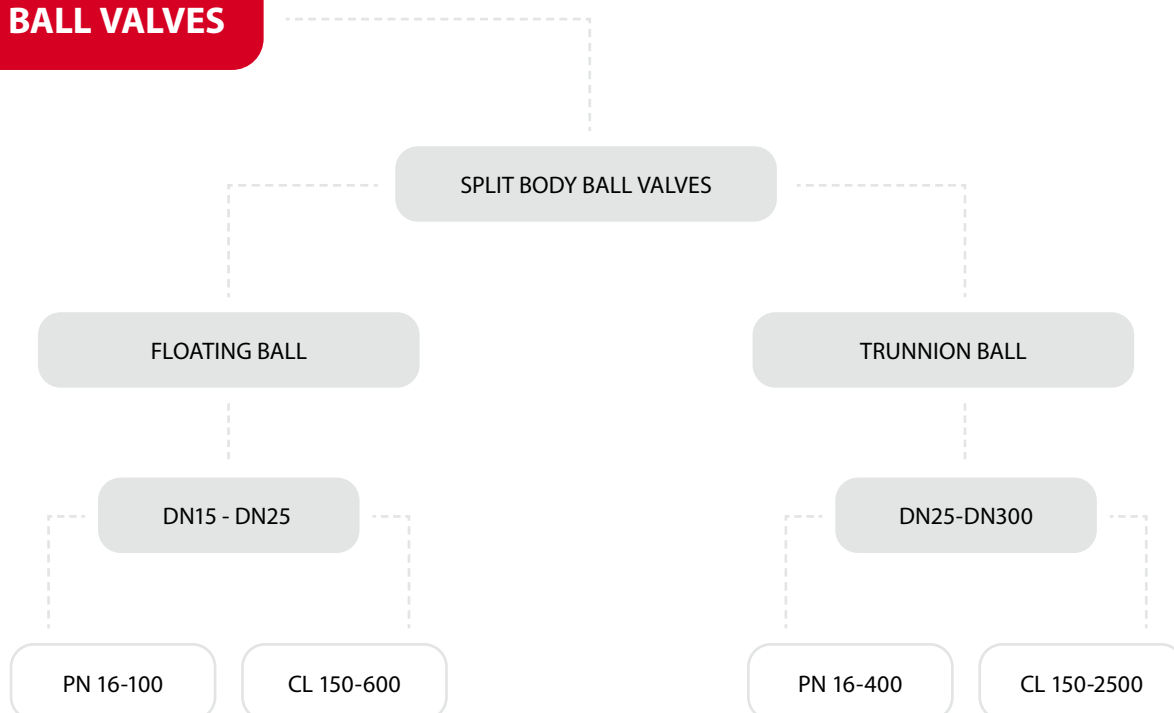 BALL VALVES
SPLIT BODY BALL VALVES
FLOATING BALL
TRUNNION BALL
DN15 - DN25
DN25-DN300
PN 16-100
CL 150-600
PN 16-400
CL 150-2500